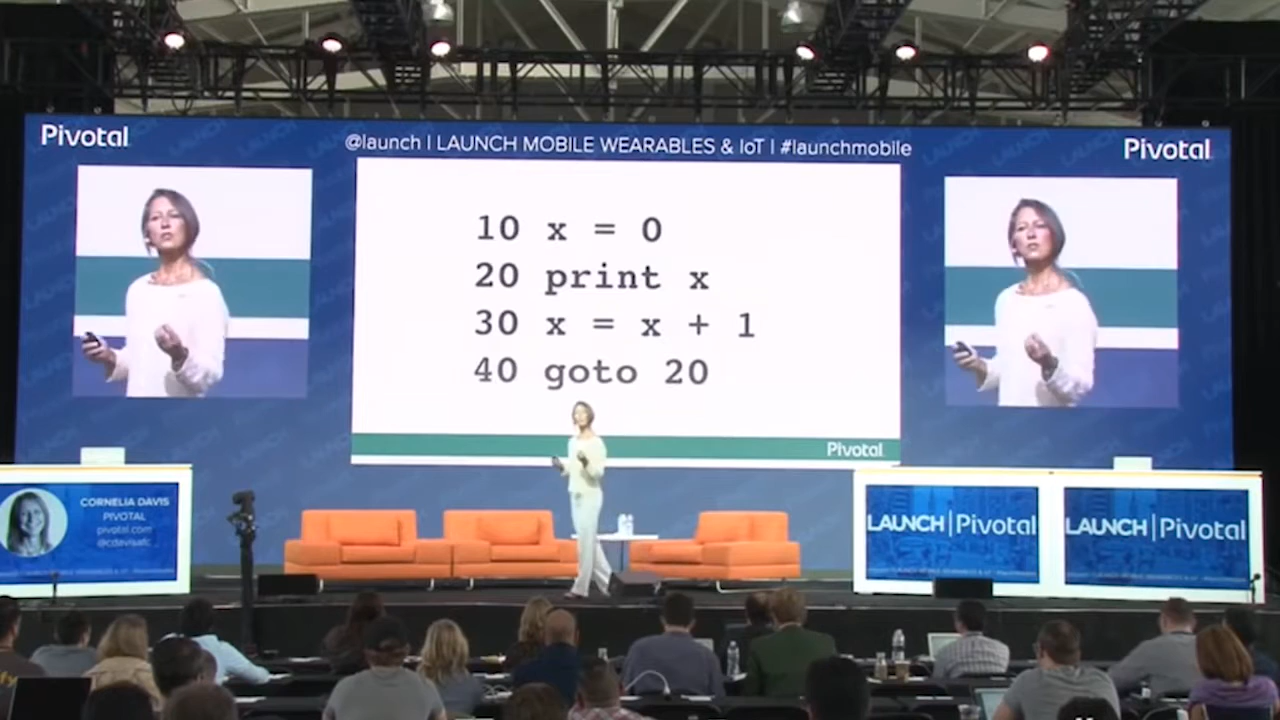 Pivotal
@launch | LAUNCH MOBILE WEARABLES & IoT | #launchmobile
Pivotal
10 x = 0
20 print x
30 x = x + 1
40 goto 20
Pivotal
CORNELIA DAVIS
PIVOTAL
pivotal.com
@cdavisafc
LAUNCH | Pivotal
LAUNCH | Pivotal